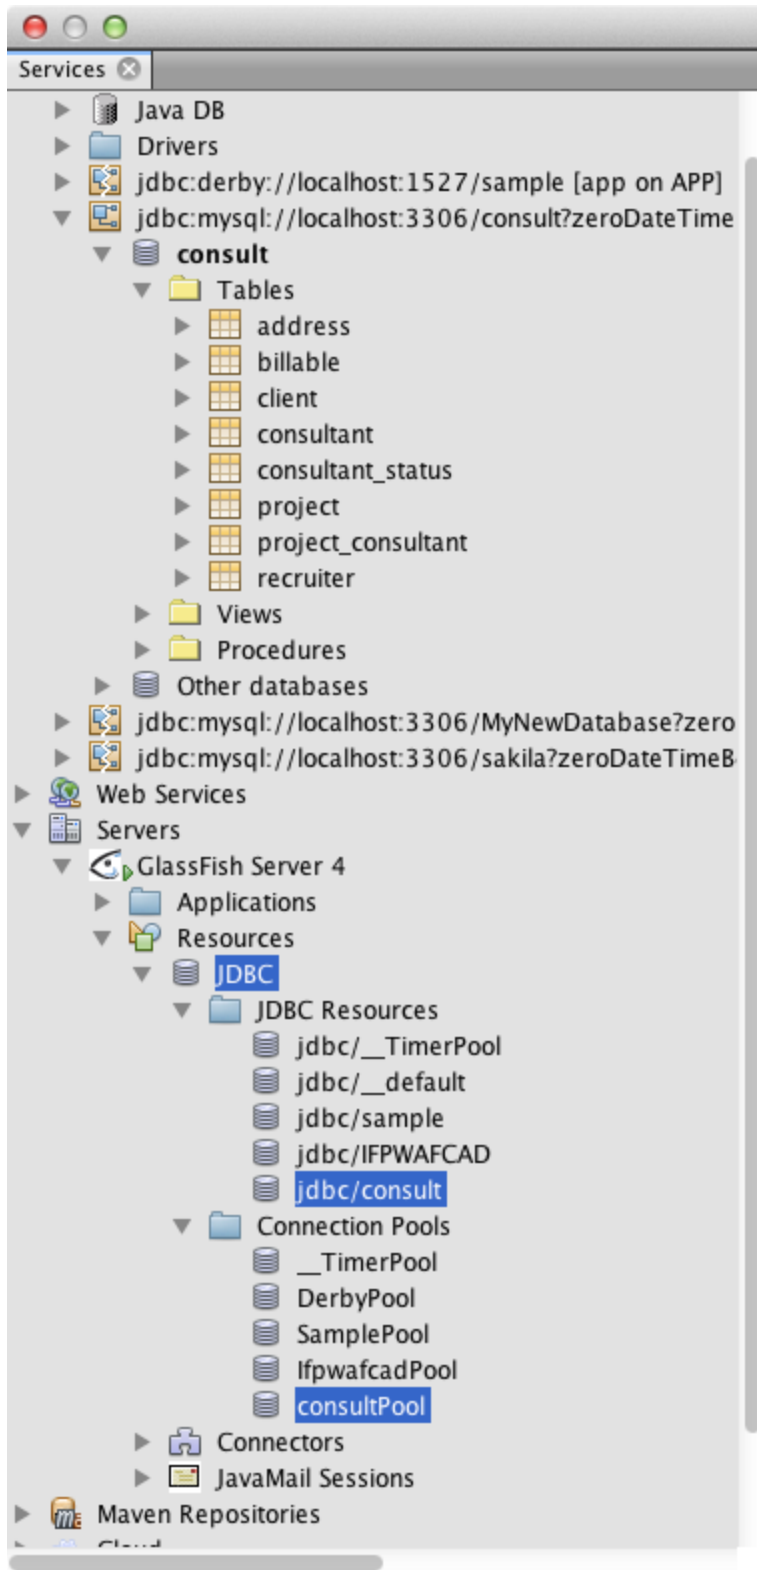 Services
Java DB
Drivers
jdbc:derby://localhost:1527/sample [app on APP]
jdbc:mysql://localhost:3306/consult?zeroDateTime
consult
Tables
address
billable
client
consultant
consultant_status
project
project_consultant
recruiter
Views
Procedures
Other databases
jdbc:mysql://localhost:3306/MyNewDatabase?zero
jdbc:mysql://localhost:3306/sakila?zeroDateTimeB
Web Services
Servers
GlassFish Server 4
Applications
Resources
JDBC
JDBC Resources
jdbc/__TimerPool
jdbc/__default
jdbc/sample
jdbc/IFPWAFCAD
jdbc/consult
Connection Pools
__TimerPool
DerbyPool
SamplePool
IfpwafcadPool
consultPool
Connectors
JavaMail Sessions
Maven Repositories
Cloud